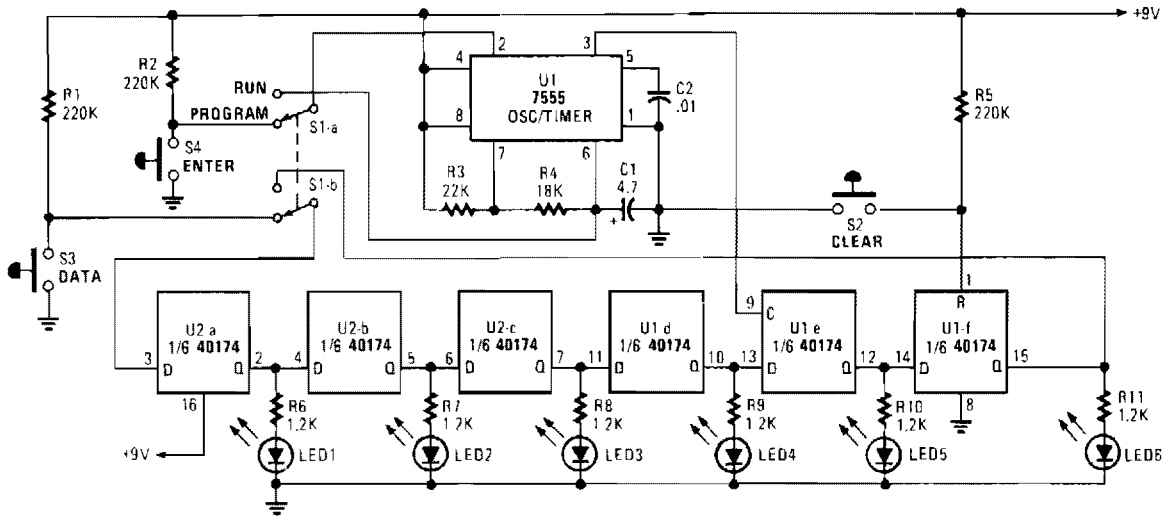 +9V
R1
220K
R2
220K
RUN
PROGRAM
S1-a
S4
ENTER
S1-b
S3
DATA
2
3
4
5
8
1
7
6
U1
7555
OSC/TIMER
C2
.01
R3
22K
R4
18K
C1
4.7
+
R5
220K
S2
CLEAR
U2 a
1/6 40174
3
D
Q
2
16
+9V
U2-b
1/6 40174
4
D
Q
5
U2-c
1/6 40174
6
D
Q
7
U1 d
1/6 40174
11
D
Q
10
U1 e
1/6 40174
9
C
13
D
Q
12
1
R
U1-f
1/6 40174
14
D
Q
15
8
R6
1.2K
LED1
R7
1.2K
LED2
R8
1.2K
LED3
R9
1.2K
LED4
R10
1.2K
LED5
R11
1.2K
LED6